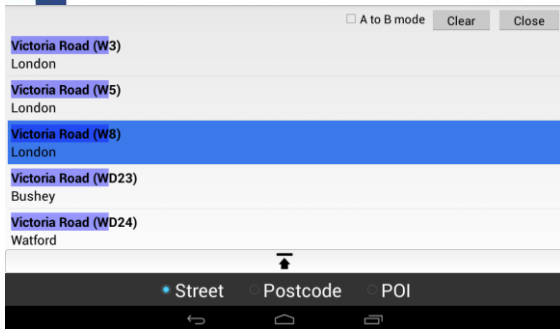 A to B mode Clear Close
Victoria Road (W3)
London
Victoria Road (W5)
London
Victoria Road (W8)
London
Victoria Road (WD23)
Bushey
Victoria Road (WD24)
Watford
Street Postcode POI